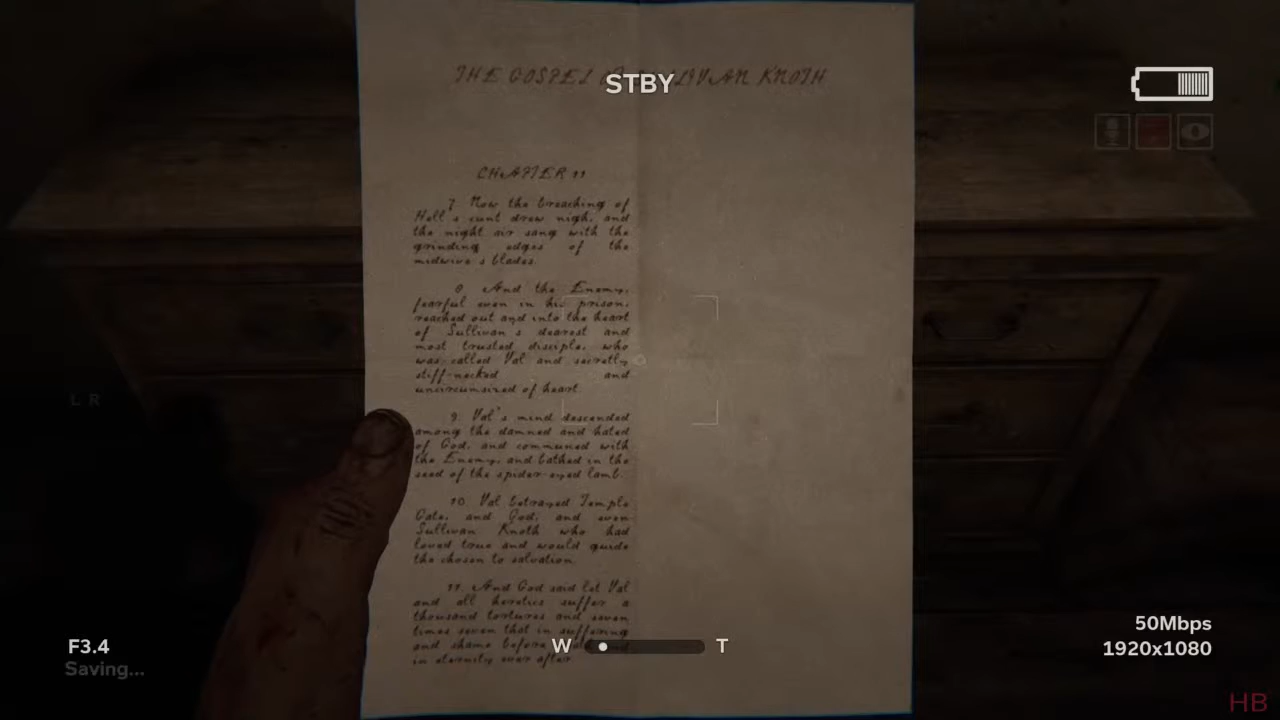 THE GOSPEL OF SULLIVAN KNOTH
STBY
CHAPTER 11
7. Now the breaching of
Hell's cunt drew nigh, and
the night air sang with the
grinding edges of the
midwive's blades.
8. And the Enemy,
fearful even in his prison,
reached out and into the heart
of Sullivan's dearest and
most trusted disciple, who
was called Val and secretly
stiff-necked and
uncircumsized of heart.
9. Val's mind descended
among the damned and hated
of God, and communed with
the Enemy, and bathed in the
seed of the spider-eyed lamb.
10. Val betrayed Temple
Gate, and God, and even
Sullivan Knoth who had
loved true and would guide
the chosen to salvation.
11. And God said let Val
and all heretics suffer a
thousand tortures and seven
times seven that in suffering
and shame before
in eternity ever after
L R
F3.4
Saving...
W T
50Mbps
1920x1080
HB